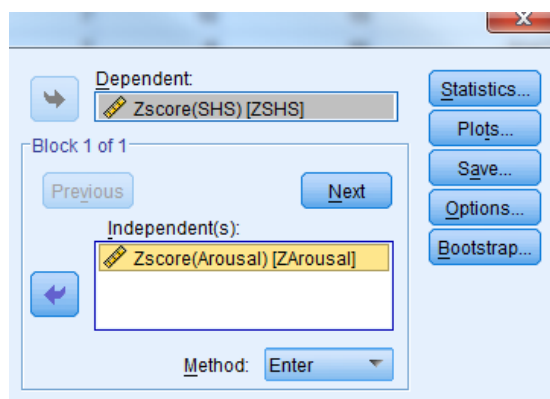 Dependent:
Zscore(SHS) [ZSHS]
Block 1 of 1
Previous
Next
Independent(s):
Zscore(Arousal) [ZArousal]
Method:
Enter
Statistics...
Plots...
Save...
Options...
Bootstrap...